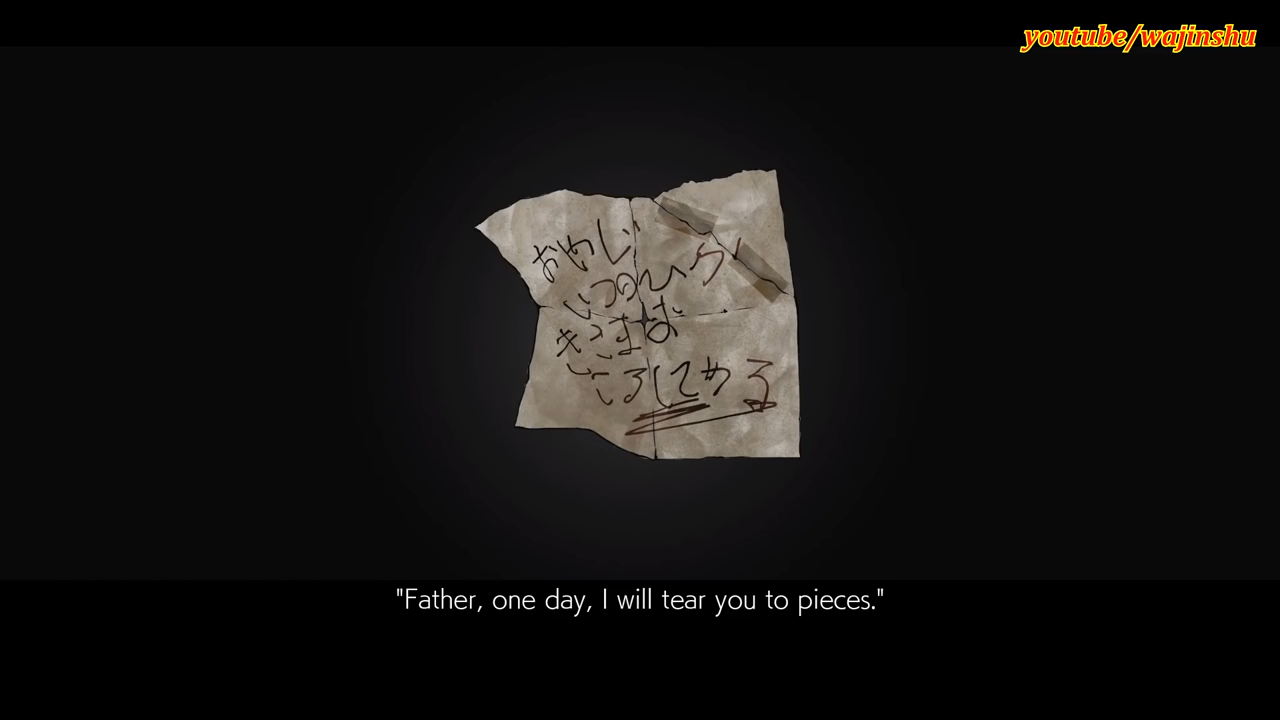 youtube/wajinshu
おやじ
いつのひか
きさまお
ころしてやる
"Father, one day, I will tear you to pieces."